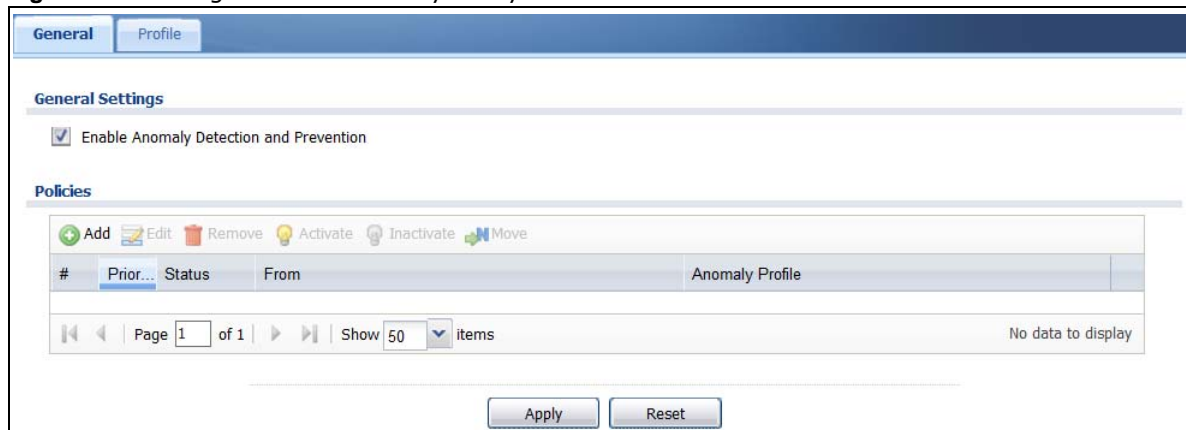 General Profile
General Settings
Enable Anomaly Detection and Prevention
Policies
Add Edit Remove Activate Inactivate Move
# Prior... Status From Anomaly Profile
Page 1 of 1 Show 50 items No data to display
Apply Reset